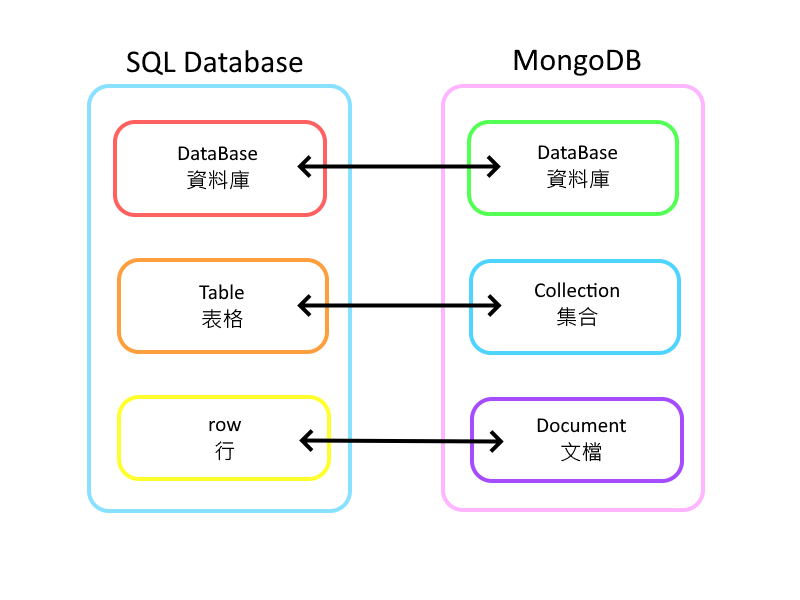 SQL Database
MongoDB
DataBase
資料庫
DataBase
資料庫
Table
表格
Collection
集合
row
行
Document
文檔